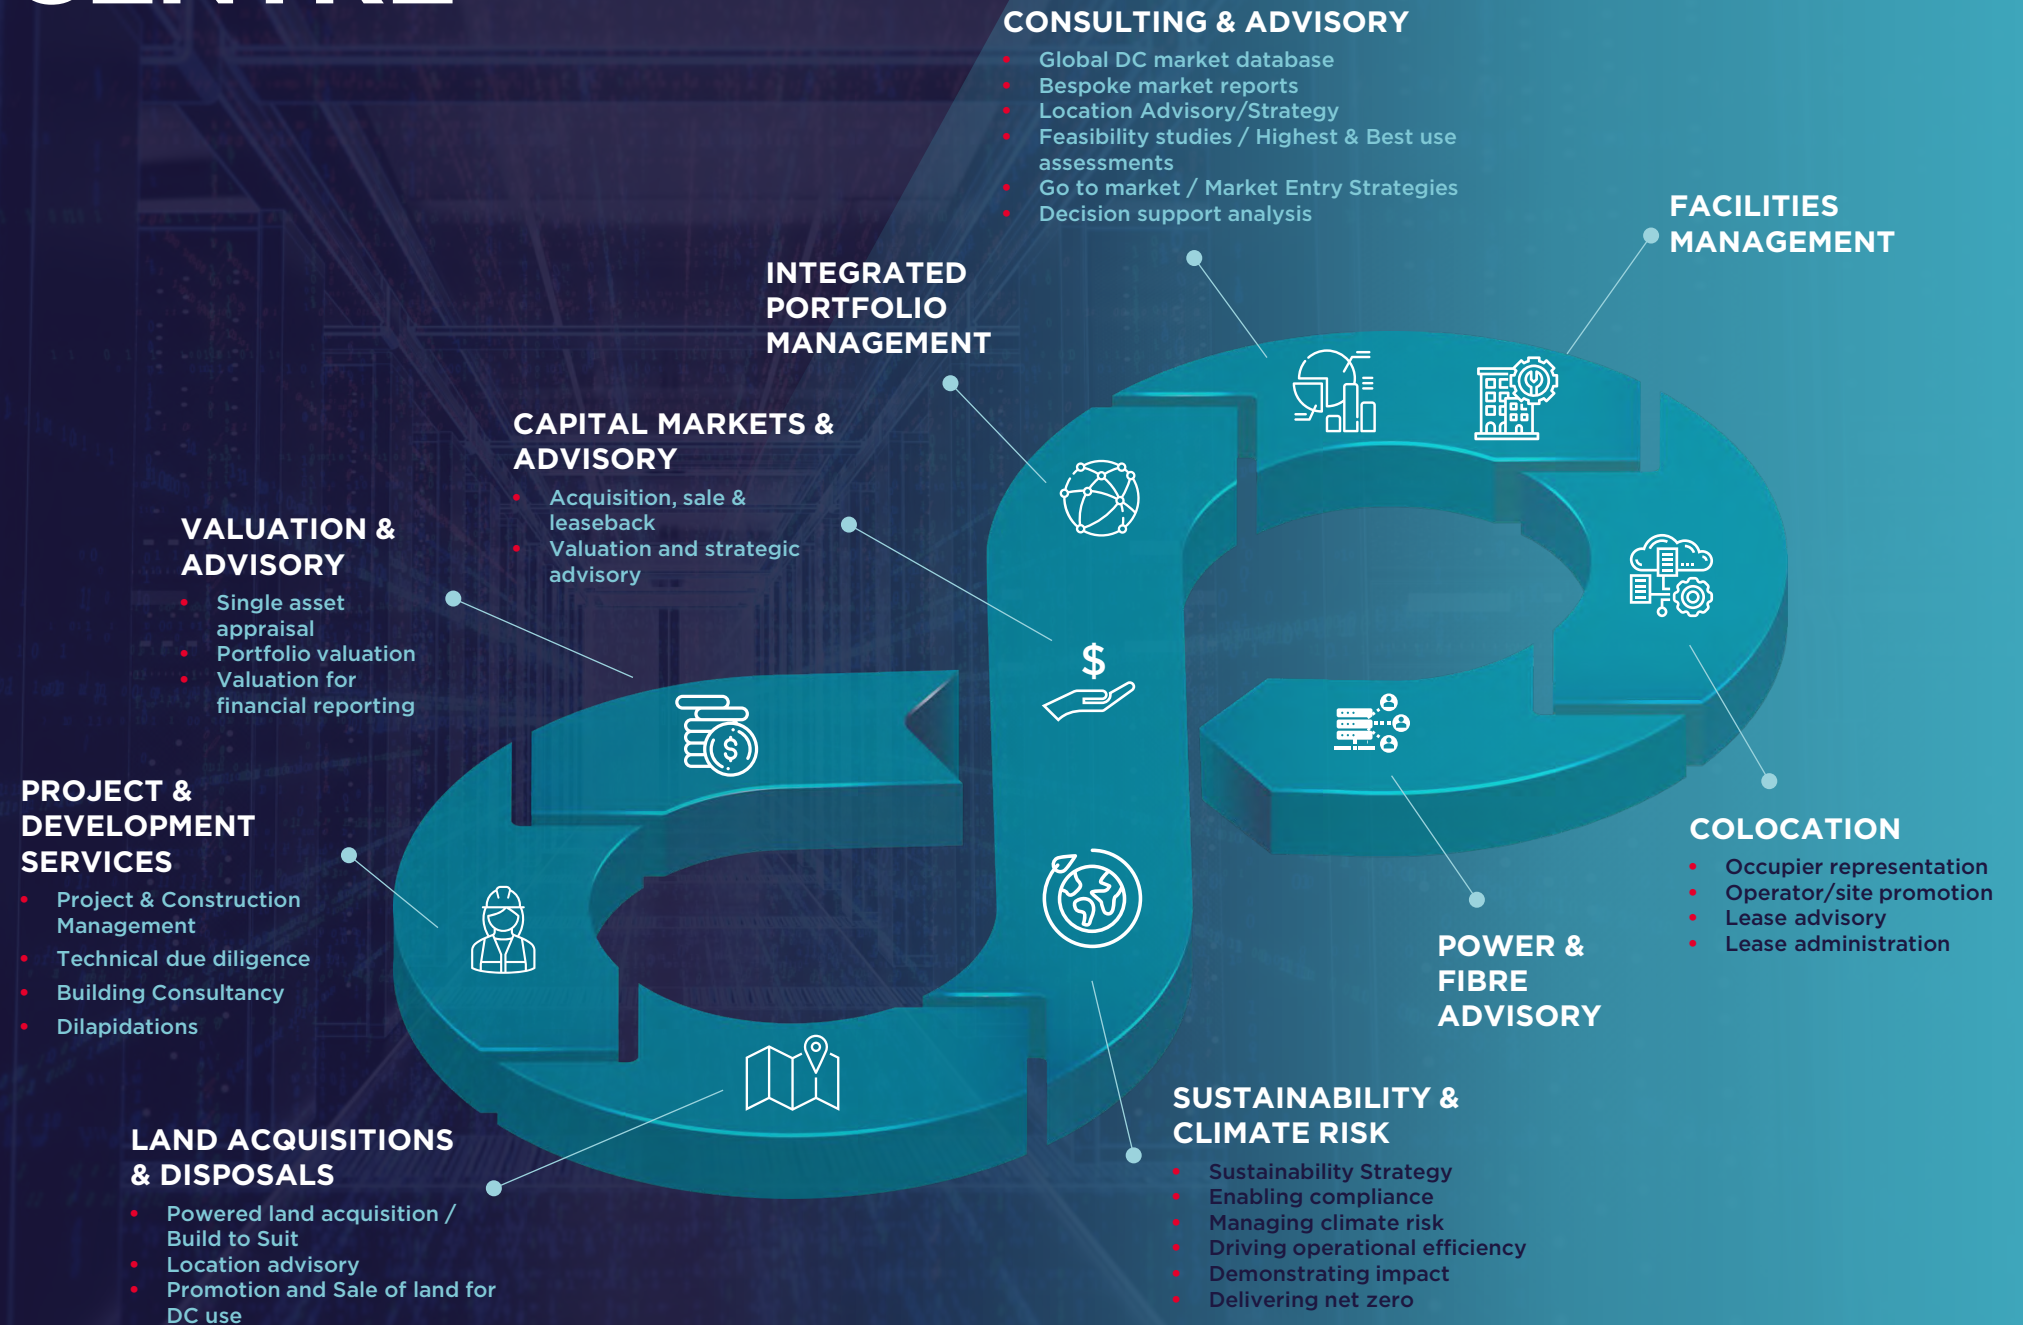 CENTRE
CONSULTING & ADVISORY
• Global DC market database
• Bespoke market reports
• Location Advisory/Strategy
• Feasibility studies / Highest & Best use
assessments
• Go to market / Market Entry Strategies
• Decision support analysis
FACILITIES
MANAGEMENT
INTEGRATED
PORTFOLIO
MANAGEMENT
CAPITAL MARKETS &
ADVISORY
• Acquisition, sale &
leaseback
• Valuation and strategic
advisory
VALUATION &
ADVISORY
• Single asset
appraisal
• Portfolio valuation
• Valuation for
financial reporting
PROJECT &
DEVELOPMENT
SERVICES
• Project & Construction
Management
• Technical due diligence
• Building Consultancy
• Dilapidations
LAND ACQUISITIONS
& DISPOSALS
• Powered land acquisition /
Build to Suit
• Location advisory
• Promotion and Sale of land for
DC use
$
$
COLOCATION
• Occupier representation
• Operator/site promotion
• Lease advisory
• Lease administration
POWER &
FIBRE
ADVISORY
SUSTAINABILITY &
CLIMATE RISK
• Sustainability Strategy
• Enabling compliance
• Managing climate risk
• Driving operational efficiency
• Demonstrating impact
• Delivering net zero